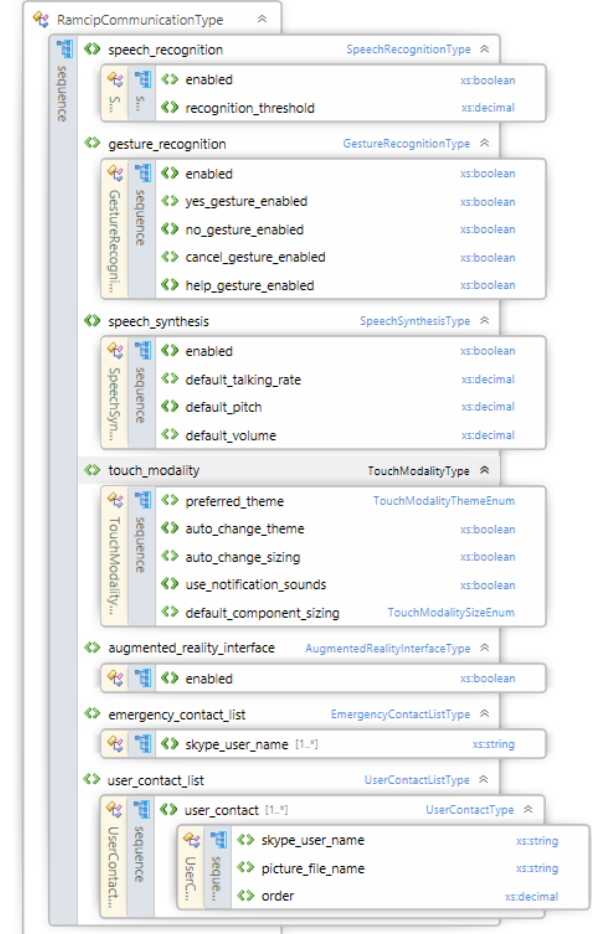 RamcipCommunicationType
sequence
speech_recognition SpeechRecognitionType
S... s...
enabled xs:boolean
recognition_threshold xs:decimal
gesture_recognition GestureRecognitionType
GestureRecogni... sequence
enabled xs:boolean
yes_gesture_enabled xs:boolean
no_gesture_enabled xs:boolean
cancel_gesture_enabled xs:boolean
help_gesture_enabled xs:boolean
speech_synthesis SpeechSynthesisType
SpeechSyn... sequence
enabled xs:boolean
default_talking_rate xs:decimal
default_pitch xs:decimal
default_volume xs:decimal
touch_modality TouchModalityType
TouchModality... sequence
preferred_theme TouchModalityThemeEnum
auto_change_theme xs:boolean
auto_change_sizing xs:boolean
use_notification_sounds xs:boolean
default_component_sizing TouchModalitySizeEnum
augmented_reality_interface AugmentedRealityInterfaceType
enabled xs:boolean
emergency_contact_list EmergencyContactListType
skype_user_name [1..*] xs:string
user_contact_list UserContactListType
UserContact... sequence
user_contact [1..*] UserContactType
UserC... seque...
skype_user_name xs:string
picture_file_name xs:string
order xs:decimal